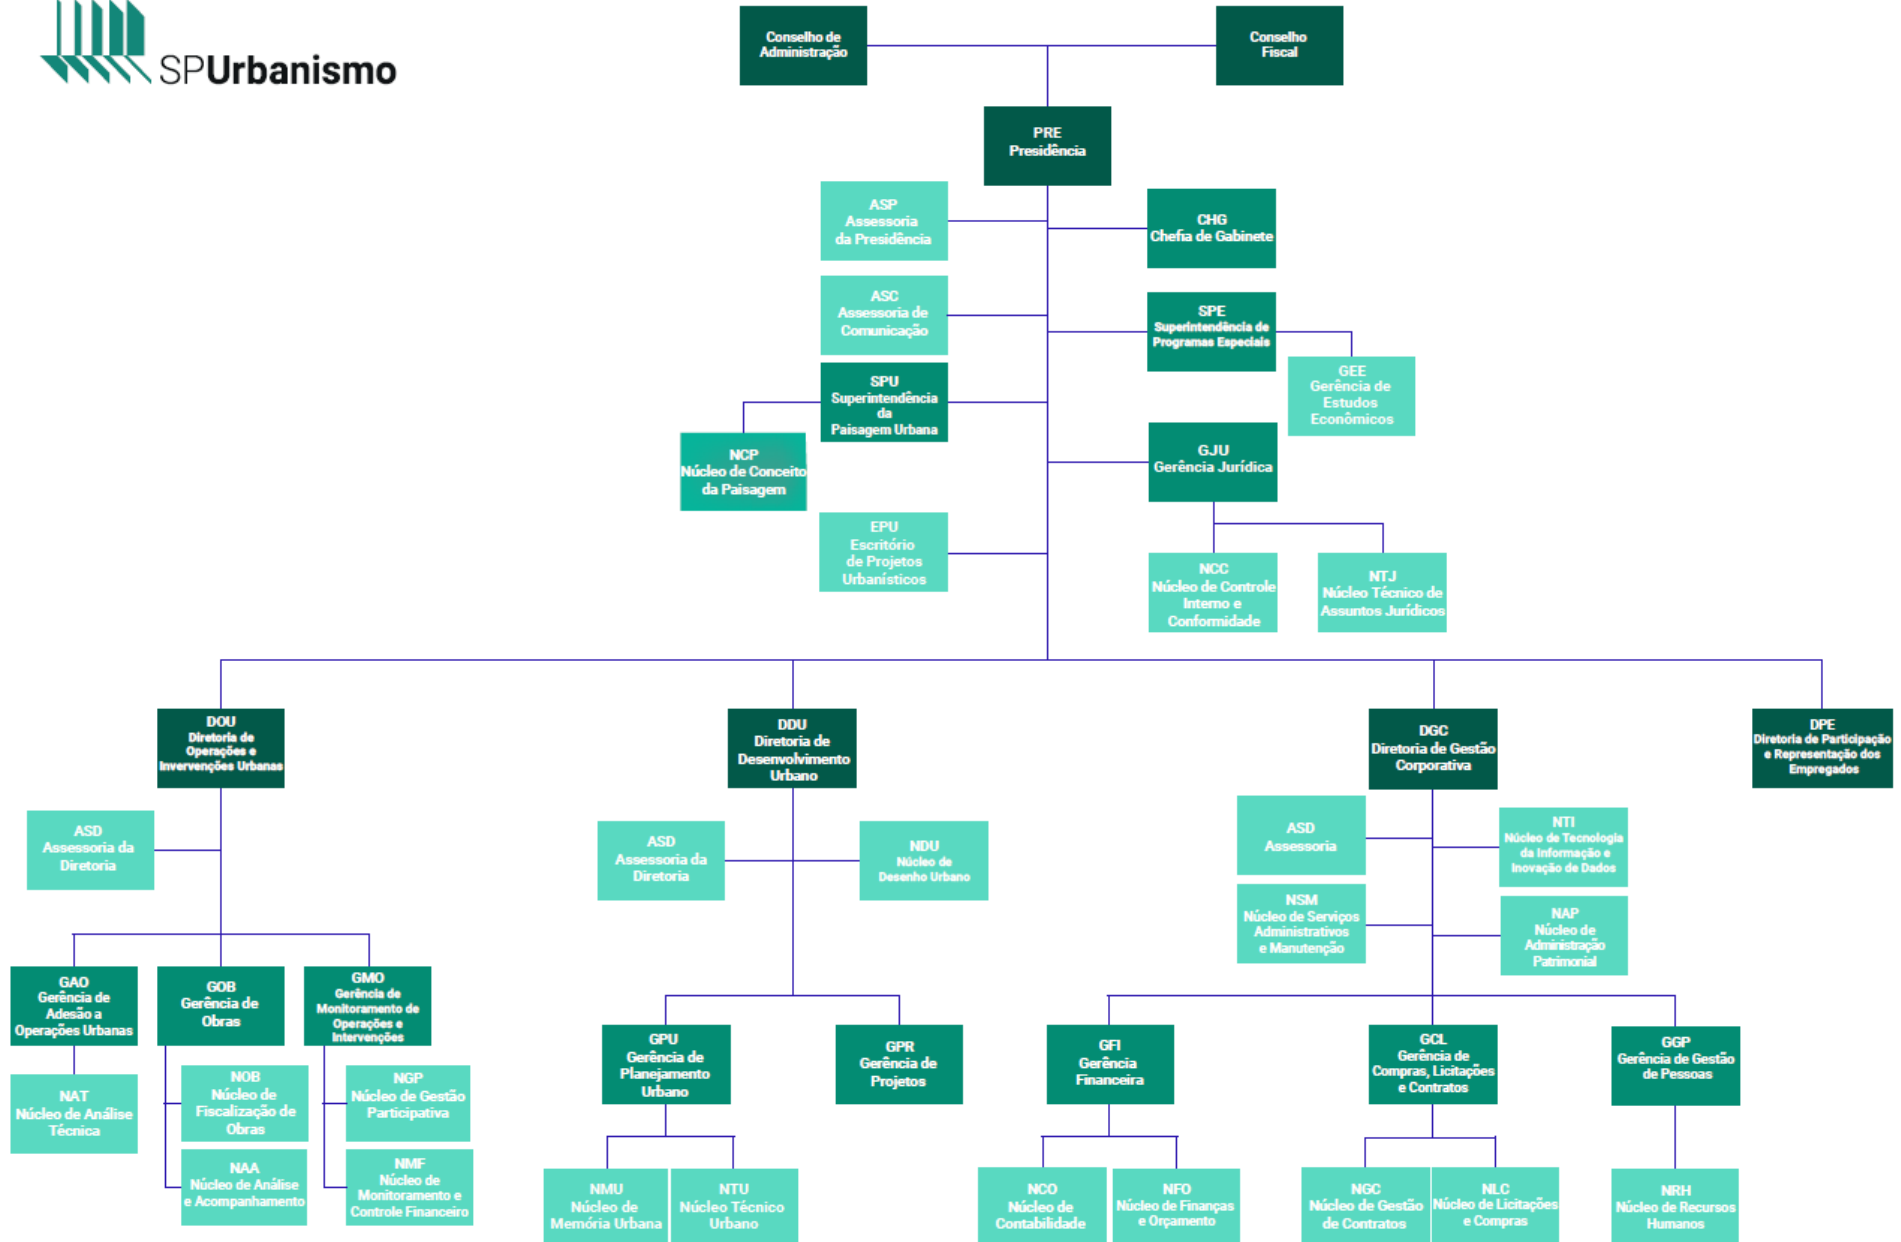 SPUrbanismo
Conselho de
Administração
Conselho
Fiscal
PRE
Presidência
ASP
Assessoria
da Presidência
CHG
Chefia de Gabinete
ASC
Assessoria de
Comunicação
SPE
Superintendência de
Programas Especiais
GEE
Gerência de
Estudos
Econômicos
SPU
Superintendência
da
Paisagem Urbana
NCP
Núcleo de Conceito
da Paisagem
GJU
Gerência Jurídica
EPU
Escritório
de Projetos
Urbanísticos
NCC
Núcleo de Controle
Interno e
Conformidade
NTJ
Núcleo Técnico de
Assuntos Jurídicos
DOU
Diretoria de
Operações e
Invervenções Urbanas
DDU
Diretoria de
Desenvolvimento
Urbano
DGC
Diretoria de Gestão
Corporativa
DPE
Diretoria de Participação
e Representação dos
Empregados
ASD
Assessoria da
Diretoria
ASD
Assessoria da
Diretoria
NDU
Núcleo de
Desenho Urbano
ASD
Assessoria
NTI
Núcleo de Tecnologia
da Informação e
Inovação de Dados
NSM
Núcleo de Serviços
Administrativos
e Manutenção
NAP
Núcleo de
Administração
Patrimonial
GAO
Gerência de
Adesão a
Operações Urbanas
GOB
Gerência de
Obras
GMO
Gerência de
Monitoramento de
Operações e
Intervenções
GPU
Gerência de
Planejamento
Urbano
GPR
Gerência de
Projetos
GFI
Gerência
Financeira
GCL
Gerência de
Compras, Licitações
e Contratos
GGP
Gerência de Gestão
de Pessoas
NAT
Núcleo de Análise
Técnica
NOB
Núcleo de
Fiscalização de
Obras
NGP
Núcleo de Gestão
Participativa
NAA
Núcleo de Análise
e Acompanhamento
NMF
Núcleo de
Monitoramento e
Controle Financeiro
NMU
Núcleo de
Memória Urbana
NTU
Núcleo Técnico
Urbano
NCO
Núcleo de
Contabilidade
NFO
Núcleo de Finanças
e Orçamento
NGC
Núcleo de Gestão
de Contratos
NLC
Núcleo de Licitações
e Compras
NRH
Núcleo de Recursos
Humanos